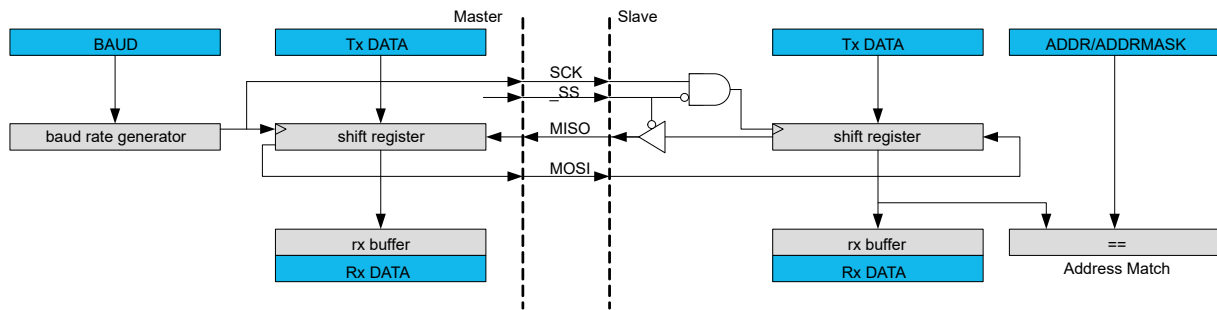 Master
Slave
BAUD
Tx DATA
Tx DATA
ADDR/ADDRMASK
SCK
_SS
baud rate generator
shift register
MISO
shift register
MOSI
rx buffer
rx buffer
==
Rx DATA
Rx DATA
Address Match